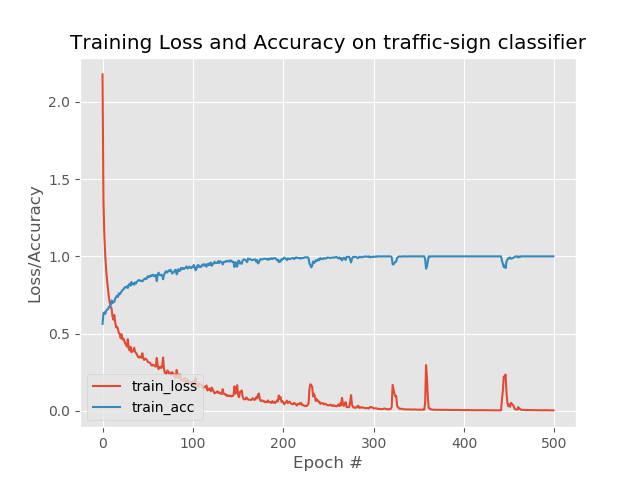 Training Loss and Accuracy on traffic-sign classifier
Loss/Accuracy
2.0
1.5
1.0
0.5
0.0
train_loss
train_acc
0 100 200 300 400 500
Epoch #